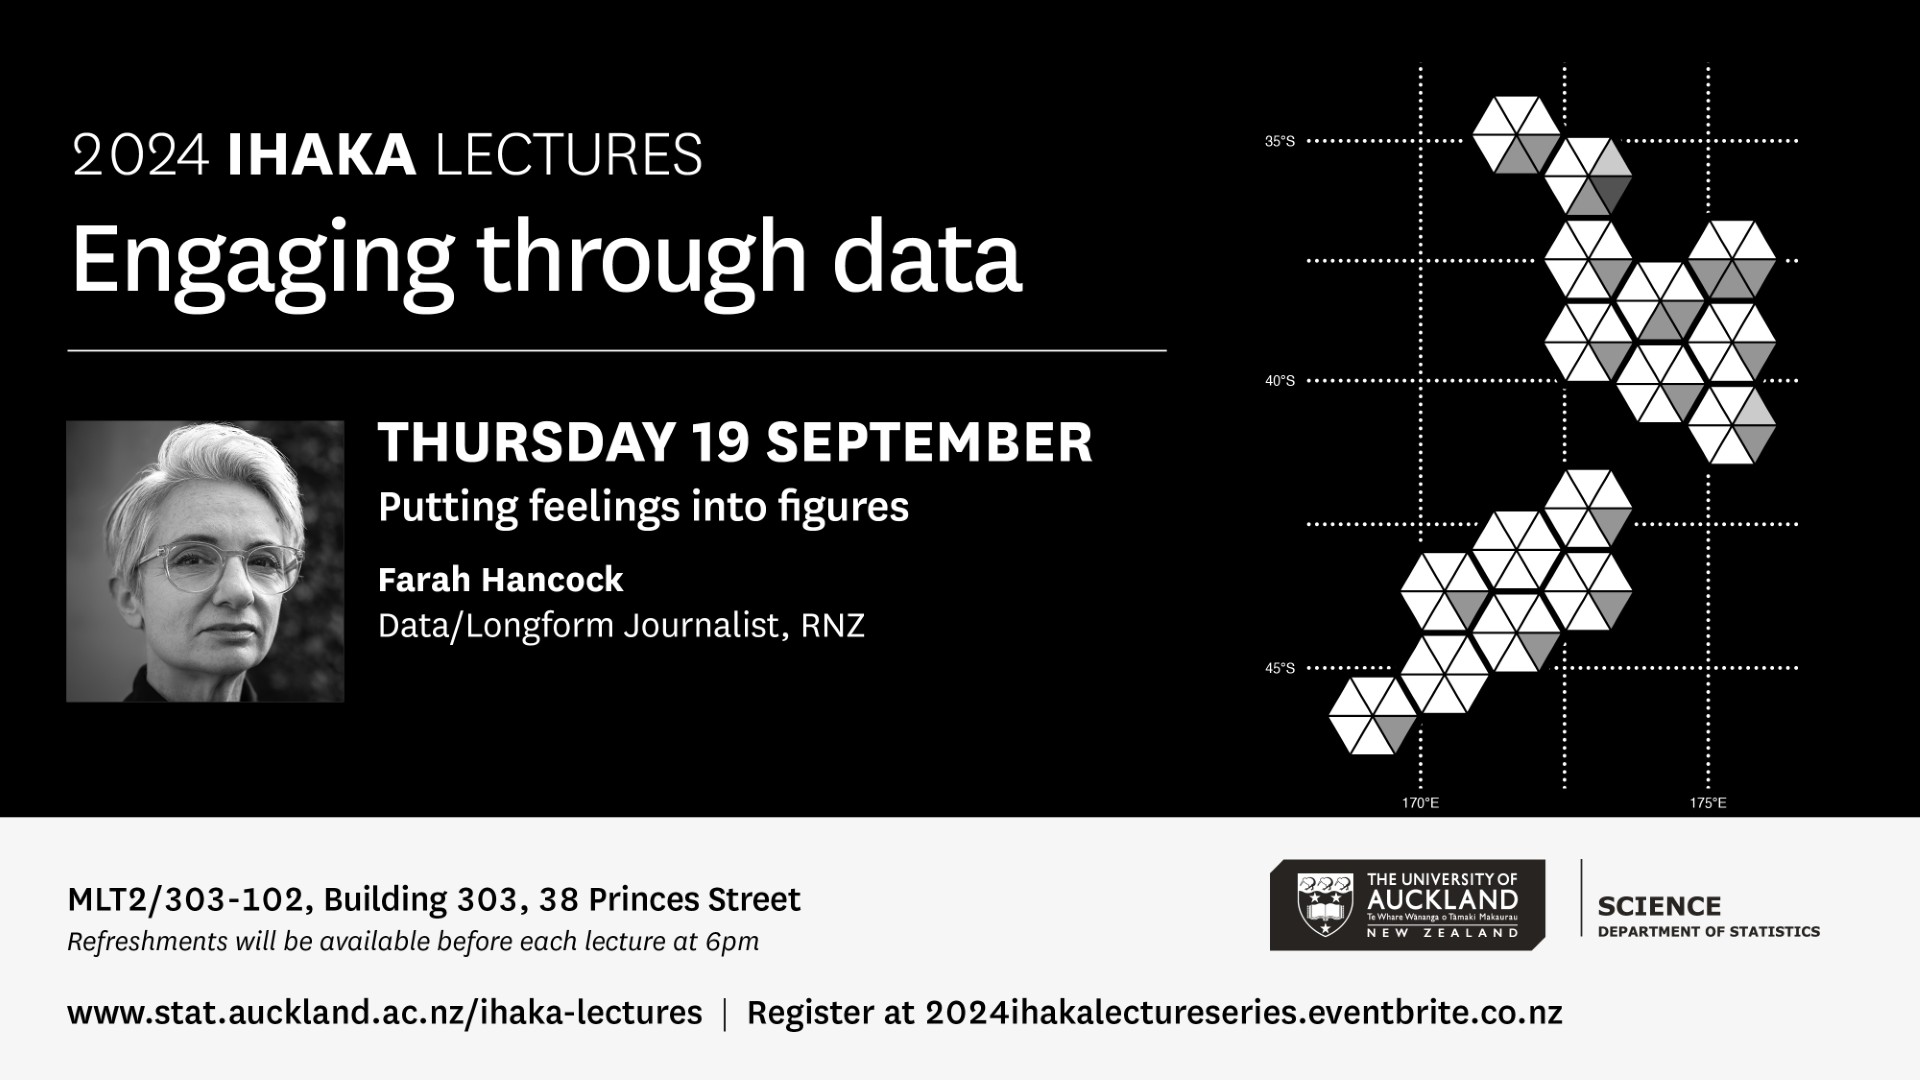 2024 IHAKA LECTURES
Engaging through data
THURSDAY 19 SEPTEMBER
Putting feelings into figures
Farah Hancock
Data/Longform Journalist, RNZ
35°S
40°S
45°S
170°E
175°E
MLT2/303-102, Building 303, 38 Princes Street
Refreshments will be available before each lecture at 6pm
www.stat.auckland.ac.nz/ihaka-lectures | Register at 2024ihakalectureseries.eventbrite.co.nz
THE UNIVERSITY OF
AUCKLAND
Te Whare Wānanga o Tāmaki Makaurau
NEW ZEALAND
SCIENCE
DEPARTMENT OF STATISTICS